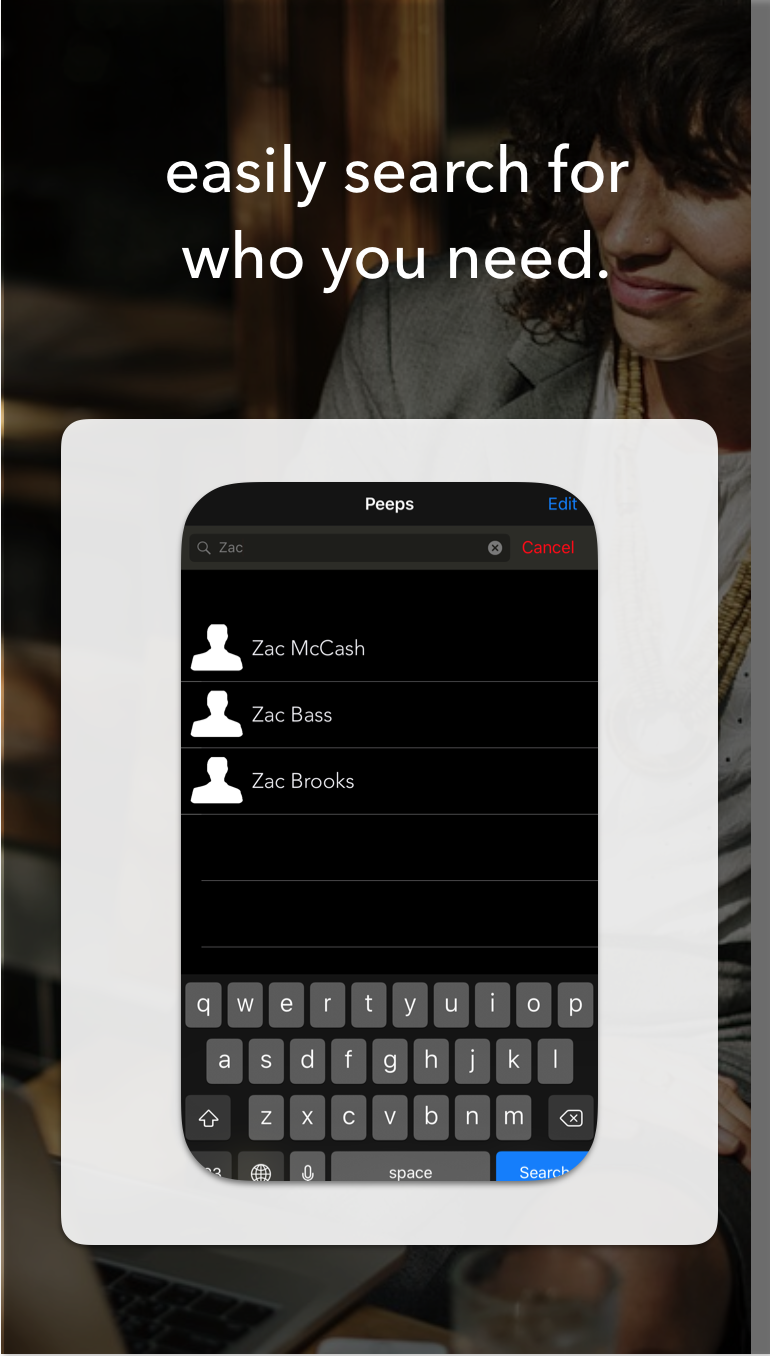 easily search for
who you need.
Peeps Edit
Zac Cancel
Zac McCash
Zac Bass
Zac Brooks
q w e r t y u i o p
a s d f g h j k l
z x c v b n m
space Search